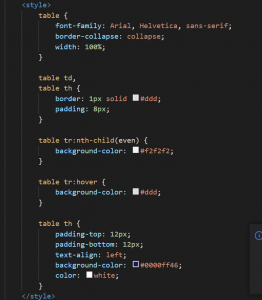 <style>
table {
font-family: Arial, Helvetica, sans-serif;
border-collapse: collapse;
width: 100%;
}
table td,
table th {
border: 1px solid #ddd;
padding: 8px;
}
table tr:nth-child(even) {
background-color: #f2f2f2;
}
table tr:hover {
background-color: #ddd;
}
table th {
padding-top: 12px;
padding-bottom: 12px;
text-align: left;
background-color: #0000ff46;
color: white;
}
</style>